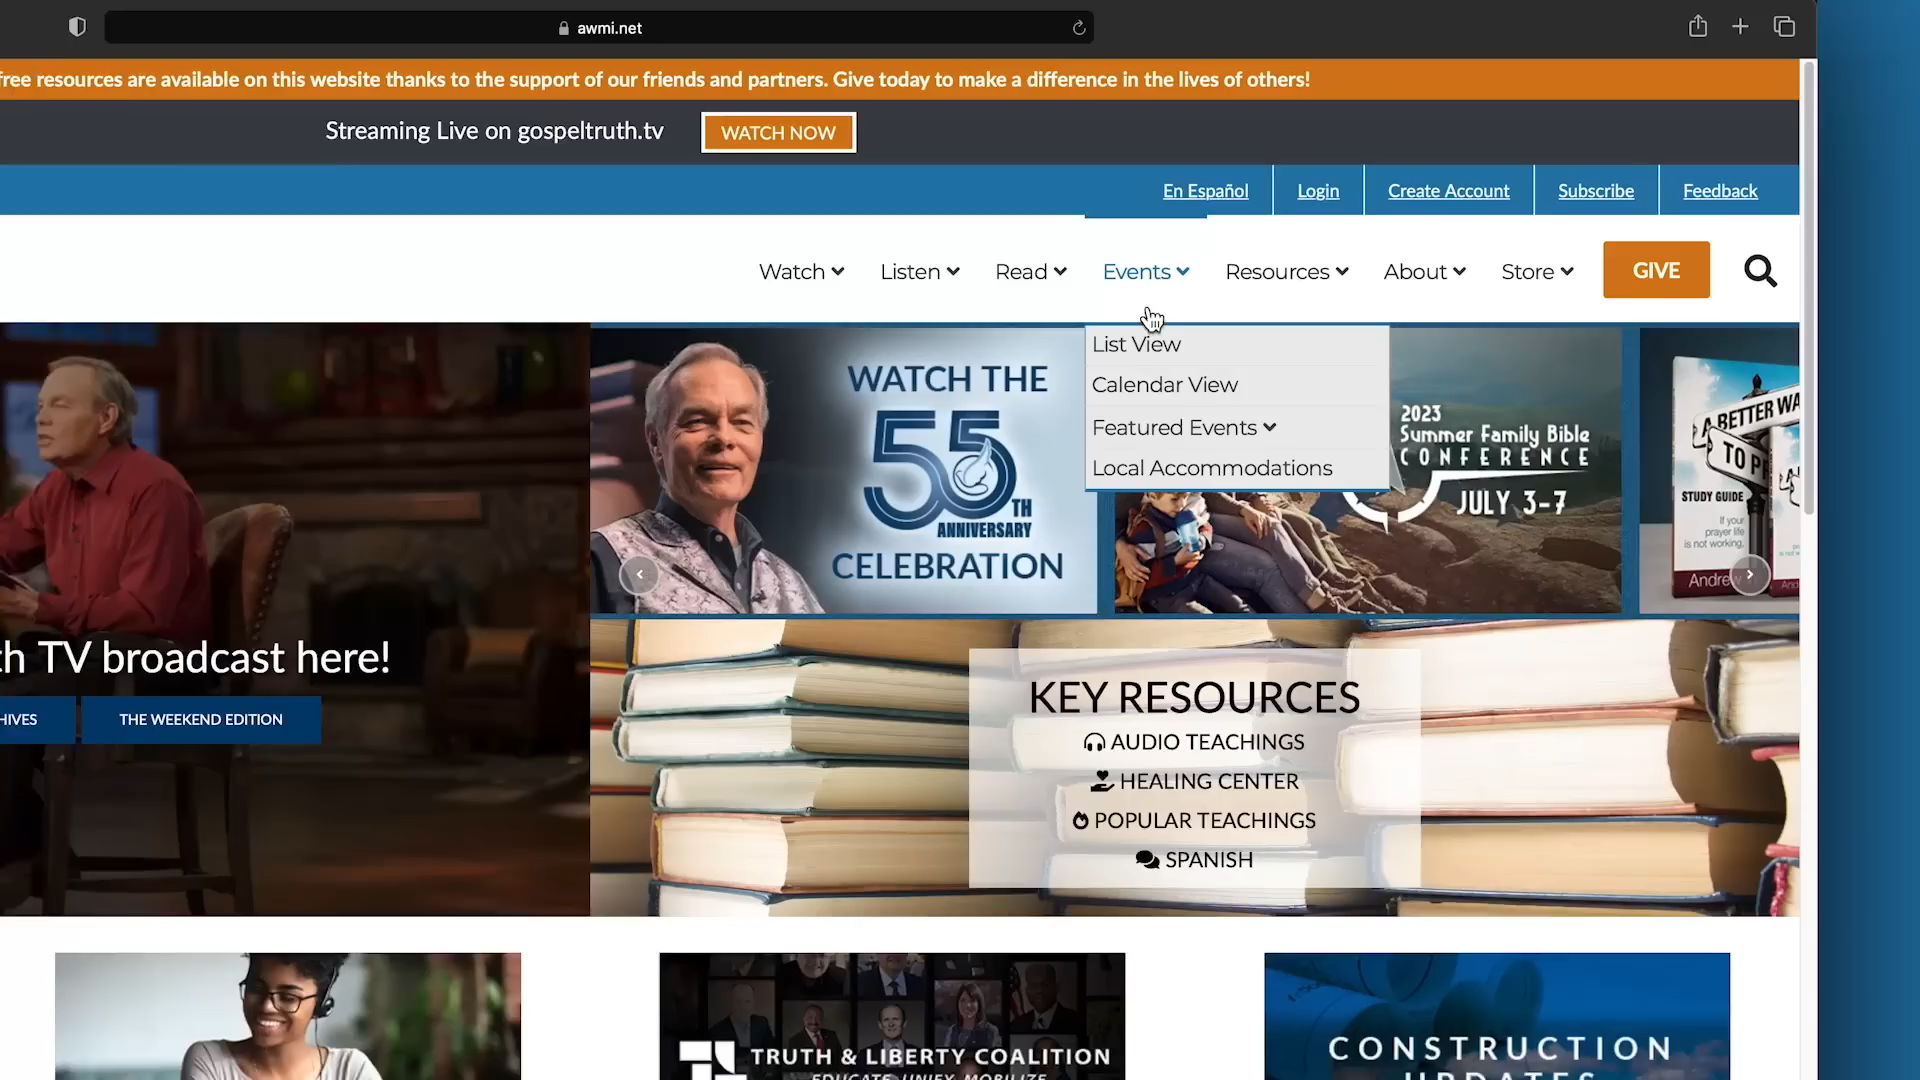 awmi.net
free resources are available on this website thanks to the support of our friends and partners. Give today to make a difference in the lives of others!
Streaming Live on gospeltruth.tv
WATCH NOW
En Español
Login
Create Account
Subscribe
Feedback
Watch
Listen
Read
Events
Resources
About
Store
GIVE
List View
Calendar View
Featured Events
Local Accommodations
WATCH THE
55
TH
ANNIVERSARY
CELEBRATION
2023
Summer Family Bible
CONFERENCE
JULY 3-7
A BETTER WA
TO P
STUDY GUIDE
If your
prayer life
is not working,
Andrew
th TV broadcast here!
HIVES
THE WEEKEND EDITION
KEY RESOURCES
AUDIO TEACHINGS
HEALING CENTER
POPULAR TEACHINGS
SPANISH
TRUTH & LIBERTY COALITION
EDUCATE. UNIFY. MOBILIZE.
CONSTRUCTION
UPDATES